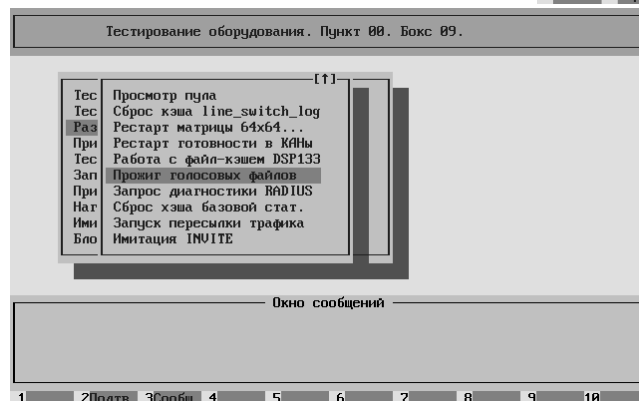 Тестирование оборудования. Пункт 00. Бокс 09.
[↑]
Тес Просмотр пула
Тес Сброс кэша line_switch_log
Раз Рестарт матрицы 64x64...
При Рестарт готовности в КАНы
Тес Работа с файл-кэшем DSP133
Зап Прожиг голосовых файлов
При Запрос диагностики RADIUS
Наг Сброс хэша базовой стат.
Ими Запуск пересылки трафика
Бло Имитация INVITE
Окно сообщений
1 2Подтв 3Сообщ 4 5 6 7 8 9 10